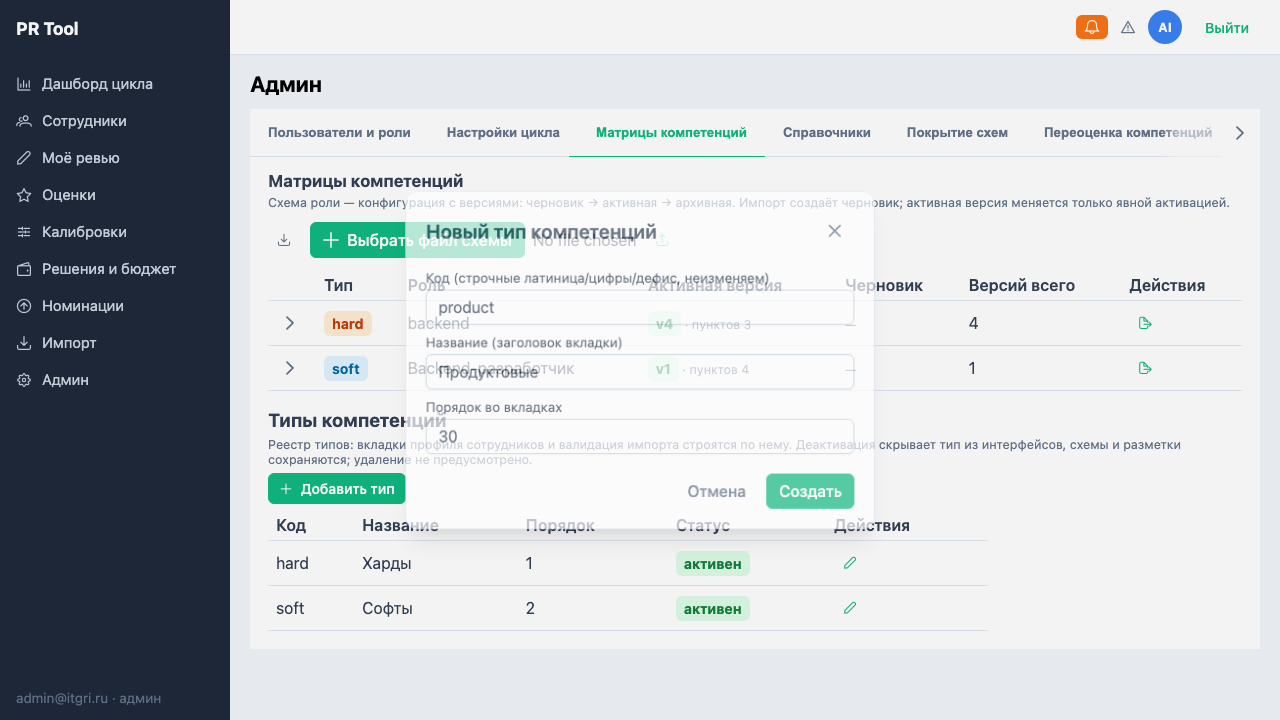 PR Tool
AI
Выйти
Дашборд цикла
Сотрудники
Моё ревью
Оценки
Калибровки
Решения и бюджет
Номинации
Импорт
Админ
admin@itgri.ru · админ
Админ
Пользователи и роли
Настройки цикла
Матрицы компетенций
Справочники
Покрытие схем
Переоценка компетенций
Матрицы компетенций
Схема роли — конфигурация с версиями: черновик → активная → архивная. Импорт создаёт черновик; активная версия меняется только явной активацией.
Выбрать файл схемы No file chosen
Тип Роль Активная версия Черновик Версий всего Действия
hard backend v4 · пунктов 3 — 4
soft Backend-разработчик v1 · пунктов 4 — 1
Типы компетенций
Реестр типов: вкладки профиля сотрудников и валидация импорта строятся по нему. Деактивация скрывает тип из интерфейсов, схемы и разметки
сохраняются; удаление не предусмотрено.
Добавить тип
Код Название Порядок Статус Действия
hard Харды 1 активен
soft Софты 2 активен
Новый тип компетенций
Код (строчные латиница/цифры/дефис, неизменяем)
product
Название (заголовок вкладки)
Продуктовые
Порядок во вкладках
30
Отмена
Создать